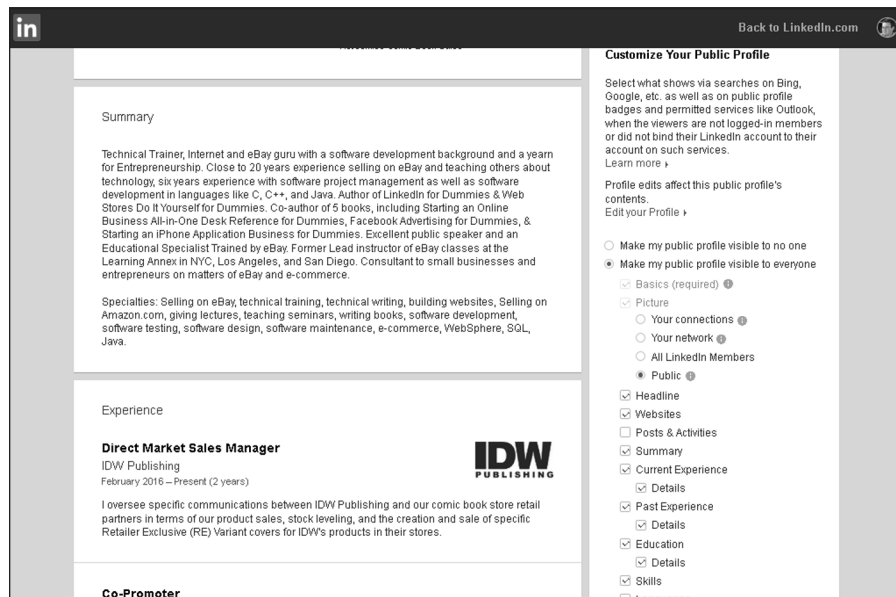 in
Back to LinkedIn.com
Summary
Technical Trainer, Internet and eBay guru with a software development background and a yearn
for Entrepreneurship. Close to 20 years experience selling on eBay and teaching others about
technology, six years experience with software project management as well as software
development in languages like C, C++, and Java. Author of LinkedIn for Dummies & Web
Stores Do It Yourself for Dummies. Co-author of 5 books, including Starting an Online
Business All-in-One Desk Reference for Dummies, Facebook Advertising for Dummies, &
Starting an iPhone Application Business for Dummies. Excellent public speaker and an
Educational Specialist Trained by eBay. Former Lead instructor of eBay classes at the
Learning Annex in NYC, Los Angeles, and San Diego. Consultant to small businesses and
entrepreneurs on matters of eBay and e-commerce.
Specialties: Selling on eBay, technical training, technical writing, building websites, Selling on
Amazon.com, giving lectures, teaching seminars, writing books, software development,
software testing, software design, software maintenance, e-commerce, WebSphere, SQL,
Java.
Experience
Direct Market Sales Manager
IDW Publishing
February 2016 – Present (2 years)
IDW
PUBLISHING
I oversee specific communications between IDW Publishing and our comic book store retail
partners in terms of our product sales, stock leveling, and the creation and sale of specific
Retailer Exclusive (RE) Variant covers for IDW's products in their stores.
Co-Promoter
Customize Your Public Profile
Select what shows via searches on Bing,
Google, etc. as well as on public profile
badges and permitted services like Outlook,
when the viewers are not logged-in members
or did not bind their LinkedIn account to their
account on such services.
Learn more
Profile edits affect this public profile's
contents.
Edit your Profile
Make my public profile visible to no one
Make my public profile visible to everyone
Basics (required)
Picture
Your connections
Your network
All LinkedIn Members
Public
Headline
Websites
Posts & Activities
Summary
Current Experience
Details
Past Experience
Details
Education
Details
Skills